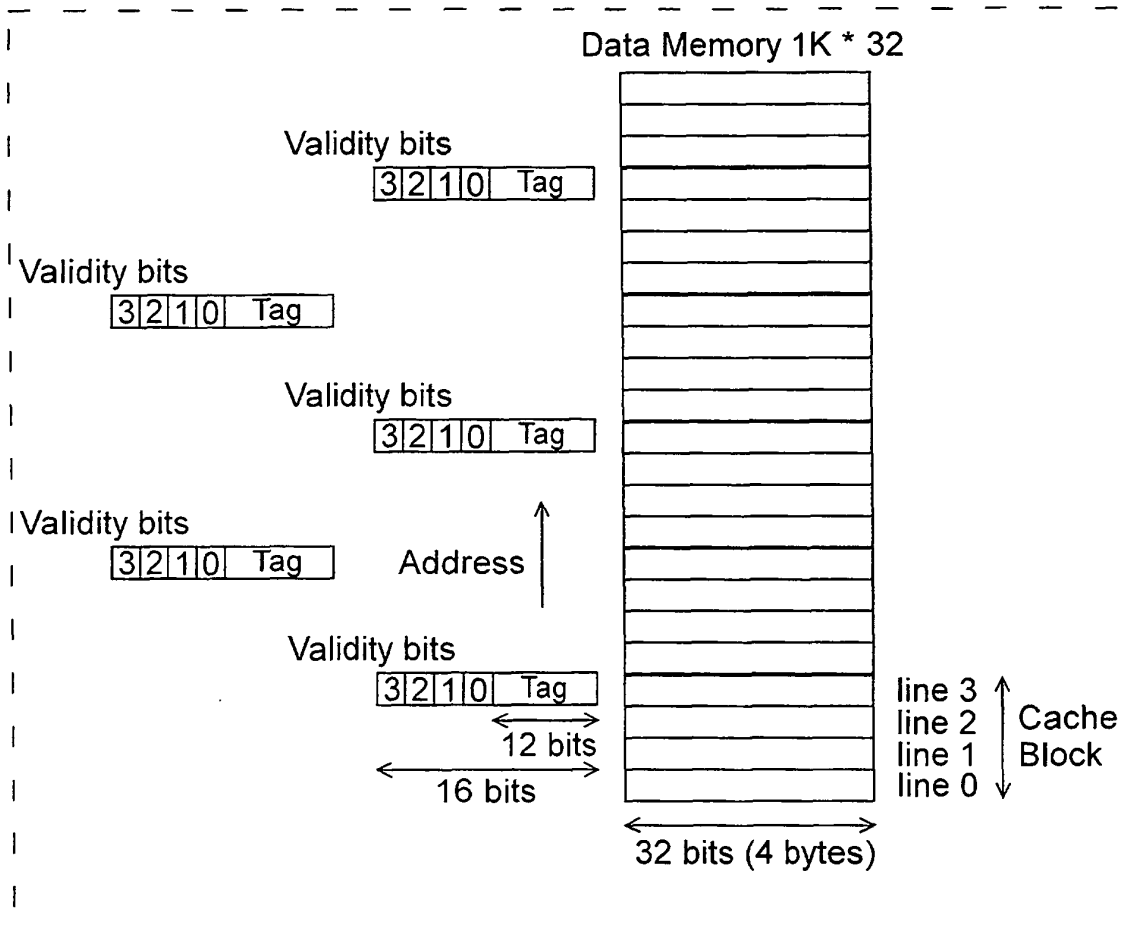 Data Memory 1K * 32
Validity bits
3 2 1 0 Tag
Validity bits
3 2 1 0 Tag
Validity bits
3 2 1 0 Tag
Validity bits
3 2 1 0 Tag
Address
Validity bits
3 2 1 0 Tag
12 bits
16 bits
line 3
line 2
line 1
line 0
Cache
Block
32 bits (4 bytes)